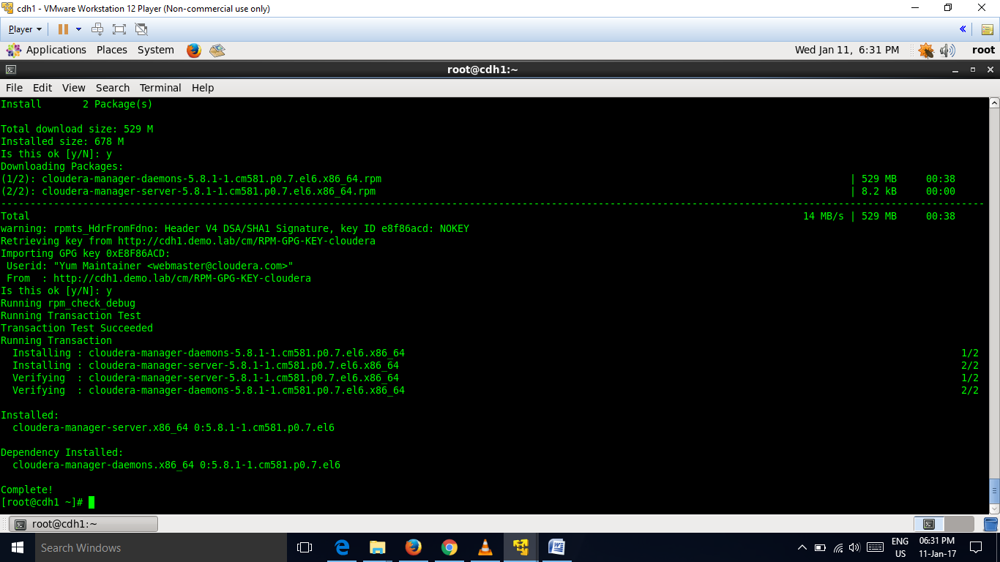 cdh1 - VMware Workstation 12 Player (Non-commercial use only)
Player
Applications Places System Wed Jan 11, 6:31 PM root
root@cdh1:~
File Edit View Search Terminal Help
Install 2 Package(s)
Total download size: 529 M
Installed size: 678 M
Is this ok [y/N]: y
Downloading Packages:
(1/2): cloudera-manager-daemons-5.8.1-1.cm581.p0.7.el6.x86_64.rpm | 529 MB 00:38
(2/2): cloudera-manager-server-5.8.1-1.cm581.p0.7.el6.x86_64.rpm | 8.2 kB 00:00
--------------------------------------------------------------------------------
Total 14 MB/s | 529 MB 00:38
warning: rpmts_HdrFromFdno: Header V4 DSA/SHA1 Signature, key ID e8f86acd: NOKEY
Retrieving key from http://cdh1.demo.lab/cm/RPM-GPG-KEY-cloudera
Importing GPG key 0xE8F86ACD:
Userid: "Yum Maintainer <webmaster@cloudera.com>"
From : http://cdh1.demo.lab/cm/RPM-GPG-KEY-cloudera
Is this ok [y/N]: y
Running rpm_check_debug
Running Transaction Test
Transaction Test Succeeded
Running Transaction
Installing : cloudera-manager-daemons-5.8.1-1.cm581.p0.7.el6.x86_64 1/2
Installing : cloudera-manager-server-5.8.1-1.cm581.p0.7.el6.x86_64 2/2
Verifying : cloudera-manager-server-5.8.1-1.cm581.p0.7.el6.x86_64 1/2
Verifying : cloudera-manager-daemons-5.8.1-1.cm581.p0.7.el6.x86_64 2/2
Installed:
cloudera-manager-server.x86_64 0:5.8.1-1.cm581.p0.7.el6
Dependency Installed:
cloudera-manager-daemons.x86_64 0:5.8.1-1.cm581.p0.7.el6
Complete!
[root@cdh1 ~]#
root@cdh1:~
Search Windows
ENG 06:31 PM
US 11-Jan-17